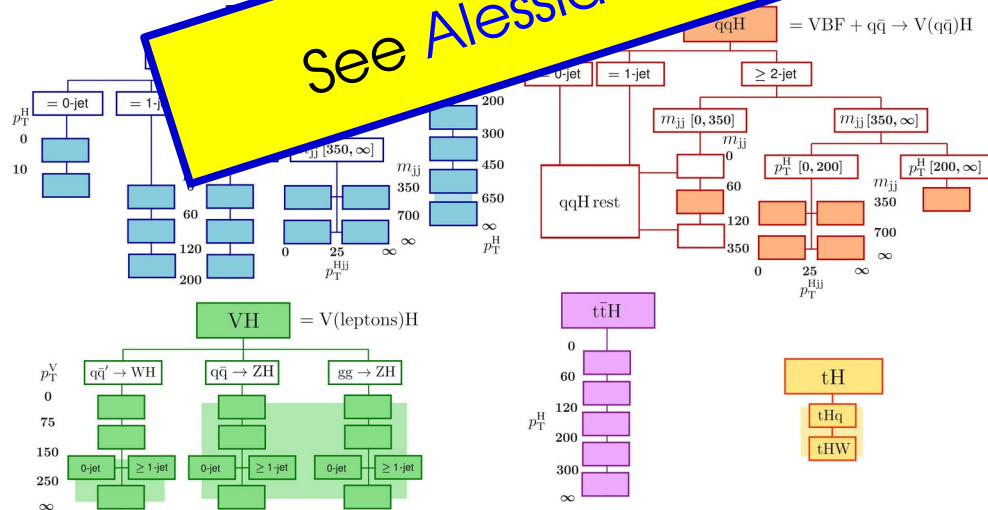 See Alessia
qqH = VBF + qq̄ → V(qq̄)H
= 0-jet
= 1-j
= 0-jet
= 1-jet
≥ 2-jet
p_T^H
0
10
0
60
120
200
m_jj [350, ∞]
m_jj
350
700
∞
0 25 ∞
p_T^Hjj
200
300
450
650
∞
p_T^H
m_jj [0, 350]
m_jj [350, ∞]
m_jj
0
60
120
350
qqH rest
p_T^H [0, 200]
p_T^H [200, ∞]
m_jj
350
700
∞
0 25 ∞
p_T^Hjj
VH = V(leptons)H
p_T^V
qq̄′ → WH
qq̄ → ZH
gg → ZH
0
75
150
250
∞
0-jet ≥ 1-jet
0-jet ≥ 1-jet
0-jet ≥ 1-jet
tt̄H
0
60
120
p_T^H
200
300
∞
tH
tHq
tHW